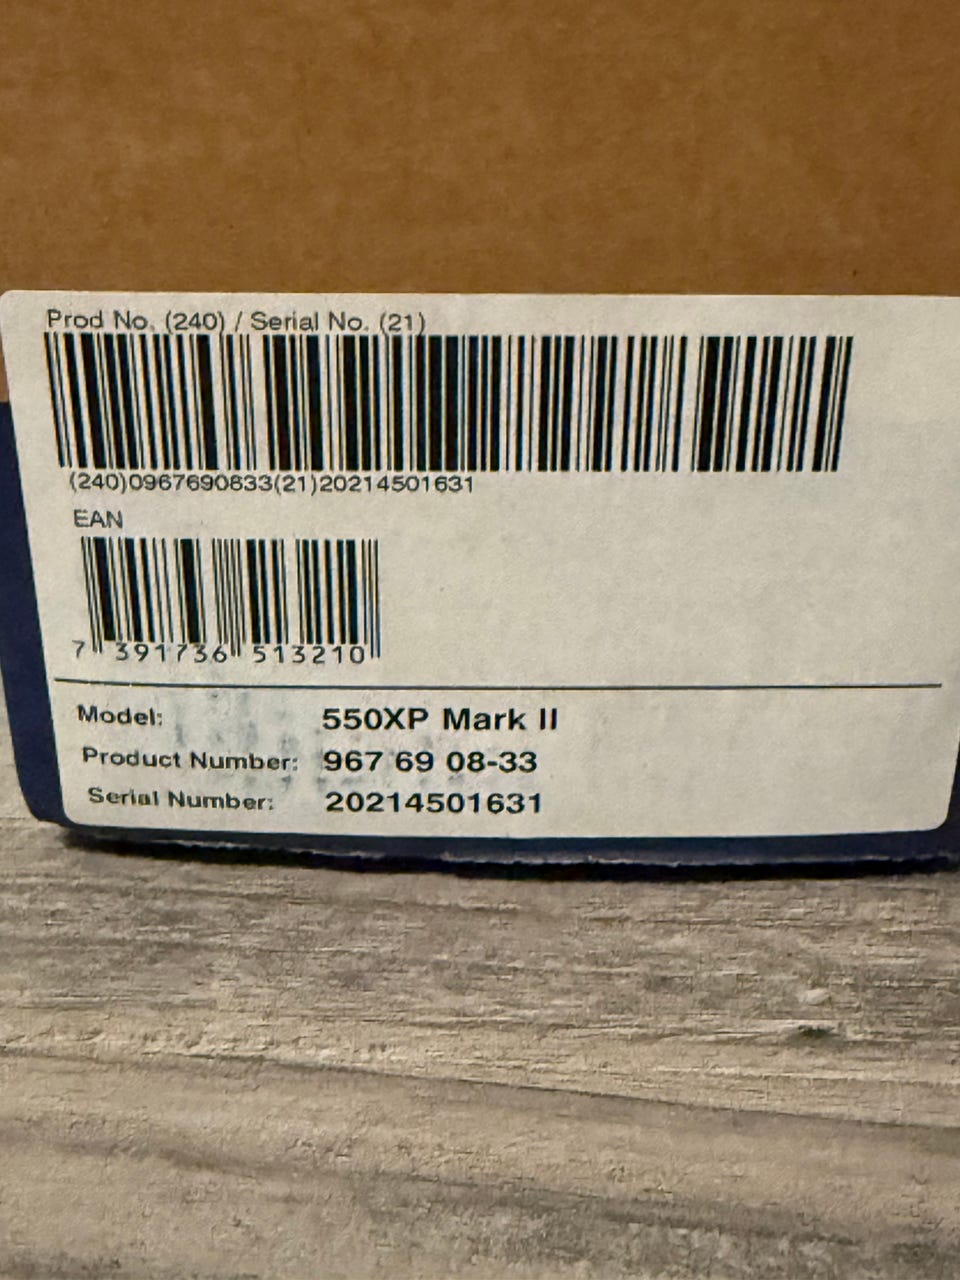 Prod No. (240) / Serial No. (21)
(240)0967690833(21)20214501631
EAN
7 391736 513210
Model: 550XP Mark II
Product Number: 967 69 08-33
Serial Number: 20214501631